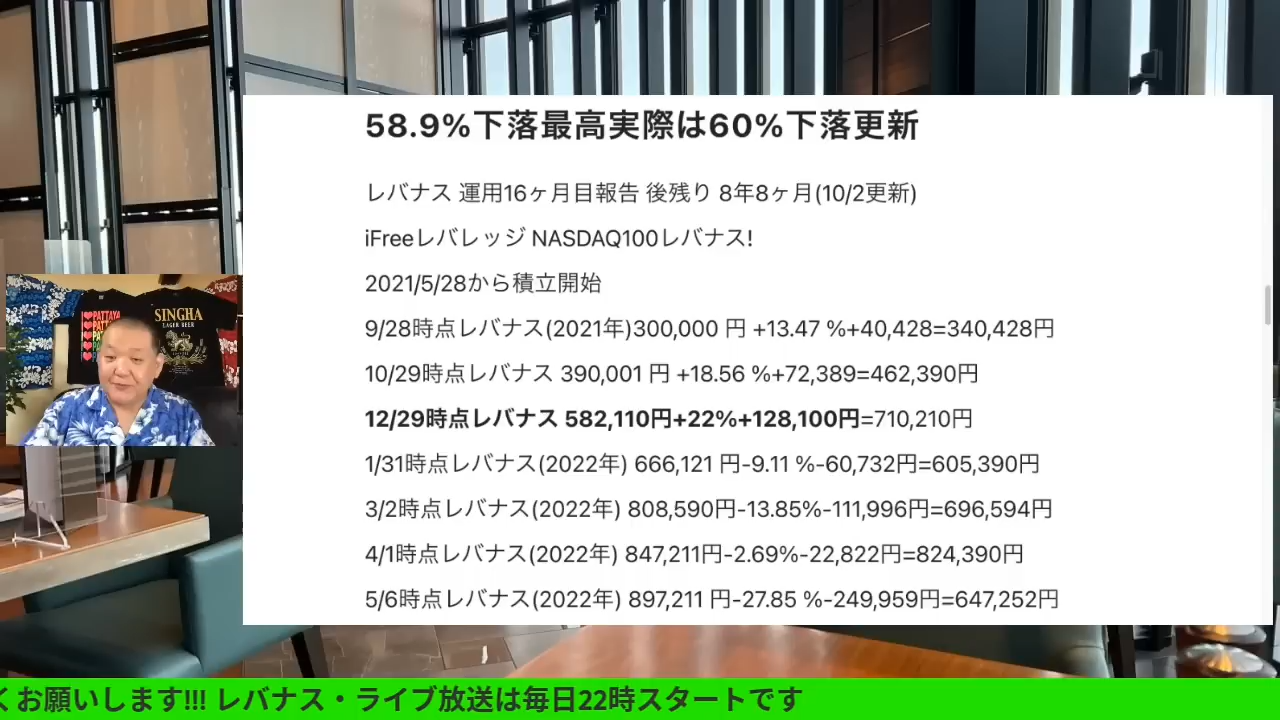 58.9%下落最高実際は60%下落更新
レバナス 運用16ヶ月目報告 後残り 8年8ヶ月(10/2更新)
iFreeレバレッジ NASDAQ100レバナス!
2021/5/28から積立開始
9/28時点レバナス(2021年)300,000 円 +13.47 %+40,428=340,428円
10/29時点レバナス 390,001 円 +18.56 %+72,389=462,390円
12/29時点レバナス 582,110円+22%+128,100円=710,210円
1/31時点レバナス(2022年) 666,121 円-9.11 %-60,732円=605,390円
3/2時点レバナス(2022年) 808,590円-13.85%-111,996円=696,594円
4/1時点レバナス(2022年) 847,211円-2.69%-22,822円=824,390円
5/6時点レバナス(2022年) 897,211 円-27.85 %-249,959円=647,252円
PATTAYA
SINGHA
LAGER BEER
くお願いします!!! レバナス・ライブ放送は毎日22時スタートです